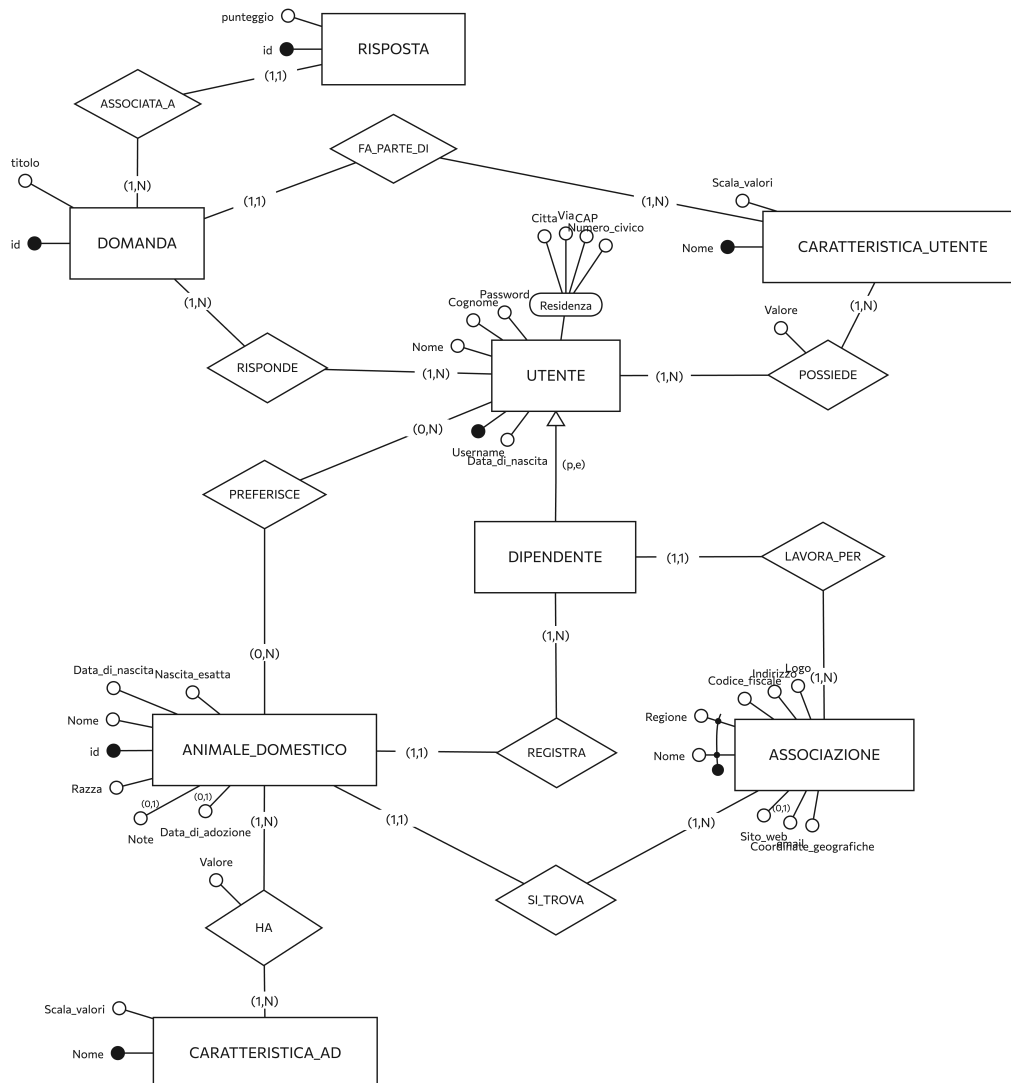 punteggio
id
RISPOSTA
(1,1)
ASSOCIATA_A
FA_PARTE_DI
titolo
(1,N)
(1,1)
(1,N)
Scala_valori
id
DOMANDA
Nome
CARATTERISTICA_UTENTE
Citta
Via
CAP
Numero_civico
(1,N)
Password
Cognome
Residenza
Valore
(1,N)
Nome
RISPONDE
(1,N)
UTENTE
(1,N)
POSSIEDE
(0,N)
Username
Data_di_nascita
(p,e)
PREFERISCE
DIPENDENTE
(1,1)
LAVORA_PER
(1,N)
(0,N)
Data_di_nascita
Nascita_esatta
Logo
Indirizzo
Codice_fiscale
(1,N)
Nome
Regione
id
ANIMALE_DOMESTICO
(1,1)
REGISTRA
Nome
ASSOCIAZIONE
Razza
(0,1)
(0,1)
Note
Data_di_adozione
(1,N)
(1,1)
(1,N)
(0,1)
Sito_web
email
Coordinate_geografiche
Valore
HA
SI_TROVA
(1,N)
Scala_valori
Nome
CARATTERISTICA_AD